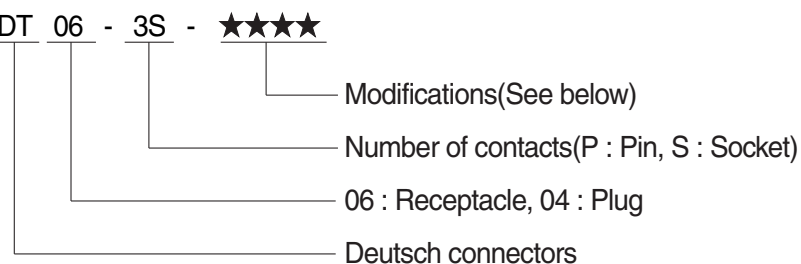 DT 06 - 3S - ★★★★
Modifications(See below)
Number of contacts(P : Pin, S : Socket)
06 : Receptacle, 04 : Plug
Deutsch connectors